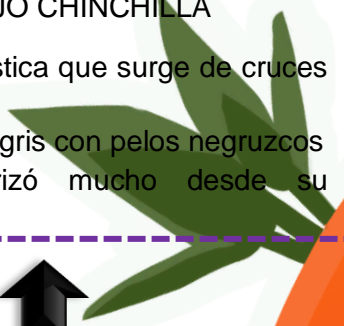 JO CHINCHILLA
stica que surge de cruces
gris con pelos negruzcos
rizó mucho desde su